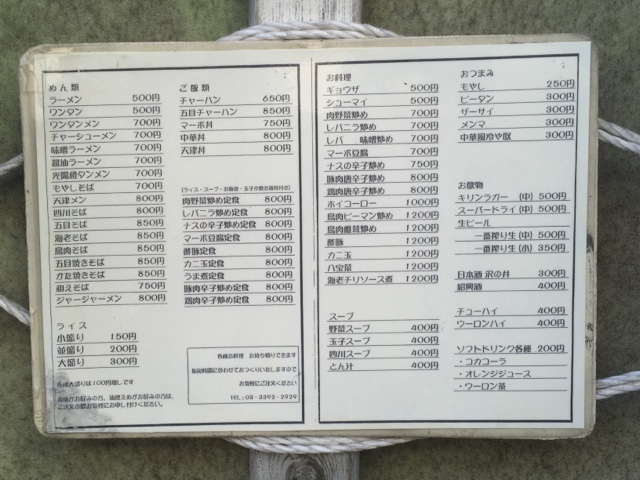 めん類
ラーメン 500円
ワンタン 500円
ワンタンメン 700円
チャーシューメン 700円
味噌ラーメン 700円
醤油ラーメン 700円
光陽楼タンメン 700円
もやしそば 700円
天津メン 800円
四川そば 800円
五目そば 800円
海老そば 800円
鳥肉そば 800円
五目焼きそば 800円
かた焼きそば 850円
和えそば 750円
ジャージャーメン 800円
ライス
小盛り 150円
並盛り 200円
大盛り 300円
各種大盛りは100円増しです
ご飯類
チャーハン 650円
五目チャーハン 850円
マーボ丼 750円
中華丼 800円
天津丼 800円
肉野菜炒め定食 800円
レバニラ炒め定食 800円
ナスの辛子炒め定食 800円
マーボ豆腐定食 800円
酢豚定食 800円
カニ玉定食 800円
うま煮定食 800円
豚肉辛子炒め定食 800円
鶏肉辛子炒め定食 800円
各種お料理 お持ち帰りできます
お気軽にご注文ください
TEL:03-3392-2929
お料理
ギョウザ 500円
シューマイ 500円
肉野菜炒め 700円
レバニラ炒め 700円
レバ 味噌炒め 700円
マーボ豆腐 700円
ナスの辛子炒め 750円
豚肉唐辛子炒め 800円
鶏肉唐辛子炒め 800円
ホイコーロー 1000円
鳥肉ピーマン炒め 1200円
酢豚 1200円
カニ玉 1200円
八宝菜 1200円
海老チリソース煮 1200円
スープ
野菜スープ 400円
玉子スープ 400円
四川スープ 400円
とん汁 400円
おつまみ
もやし 250円
ピータン 300円
ザーサイ 300円
メンマ 300円
中華風冷や奴 300円
お飲物
キリンラガー (中) 500円
スーパードライ (中) 500円
生ビール
一番搾り生 (中) 500円
一番搾り生 (小) 350円
日本酒 沢の井 300円
紹興酒 400円
チューハイ 400円
ウーロンハイ 400円
ソフトドリンク各種 200円
・コカコーラ
・オレンジジュース
・ウーロン茶